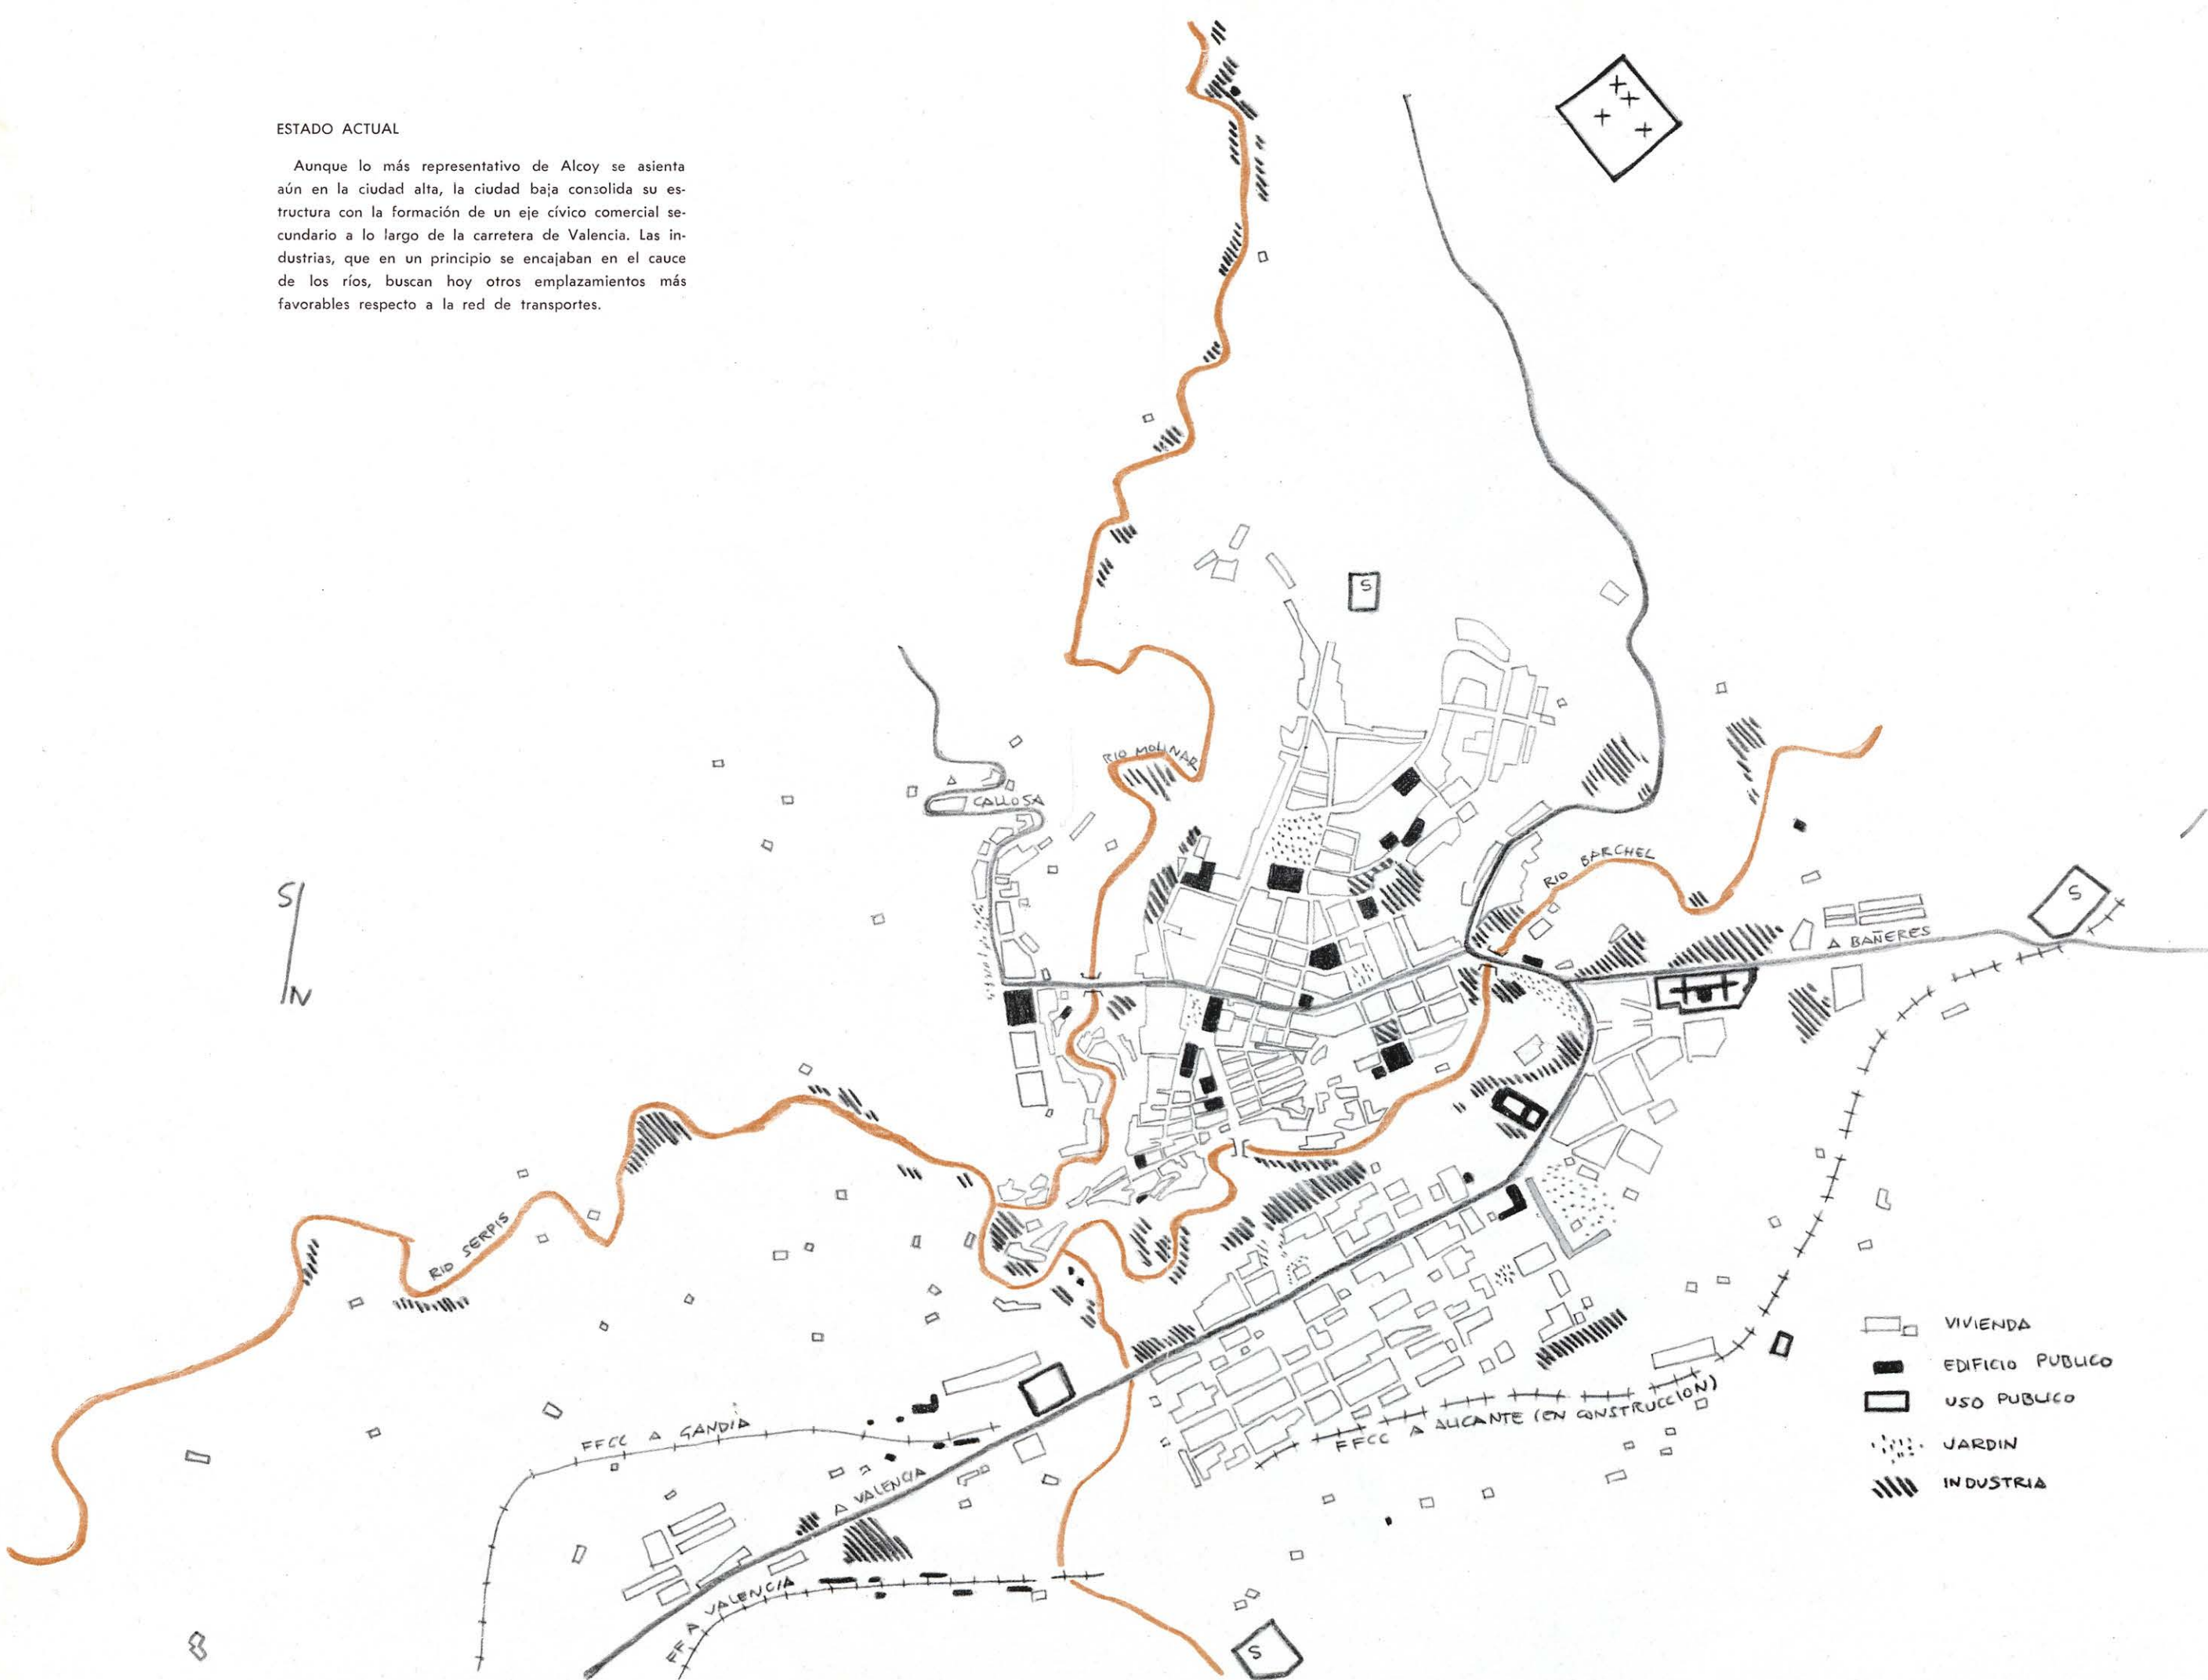 ESTADO ACTUAL
Aunque lo más representativo de Alcoy se asienta
aún en la ciudad alta, la ciudad baja consolida su es-
tructura con la formación de un eje cívico comercial se-
cundario a lo largo de la carretera de Valencia. Las in-
dustrias, que en un principio se encajaban en el cauce
de los ríos, buscan hoy otros emplazamientos más
favorables respecto a la red de transportes.
S
RIO MOLINAR
CALLOSA
RIO BARCHEL
S
A BAÑERES
S
N
RIO SERPIS
VIVIENDA
EDIFICIO PUBLICO
USO PUBLICO
JARDIN
INDUSTRIA
FFCC A ALICANTE (EN CONSTRUCCION)
FFCC A GANDIA
A VALENCIA
FF A VALENCIA
S